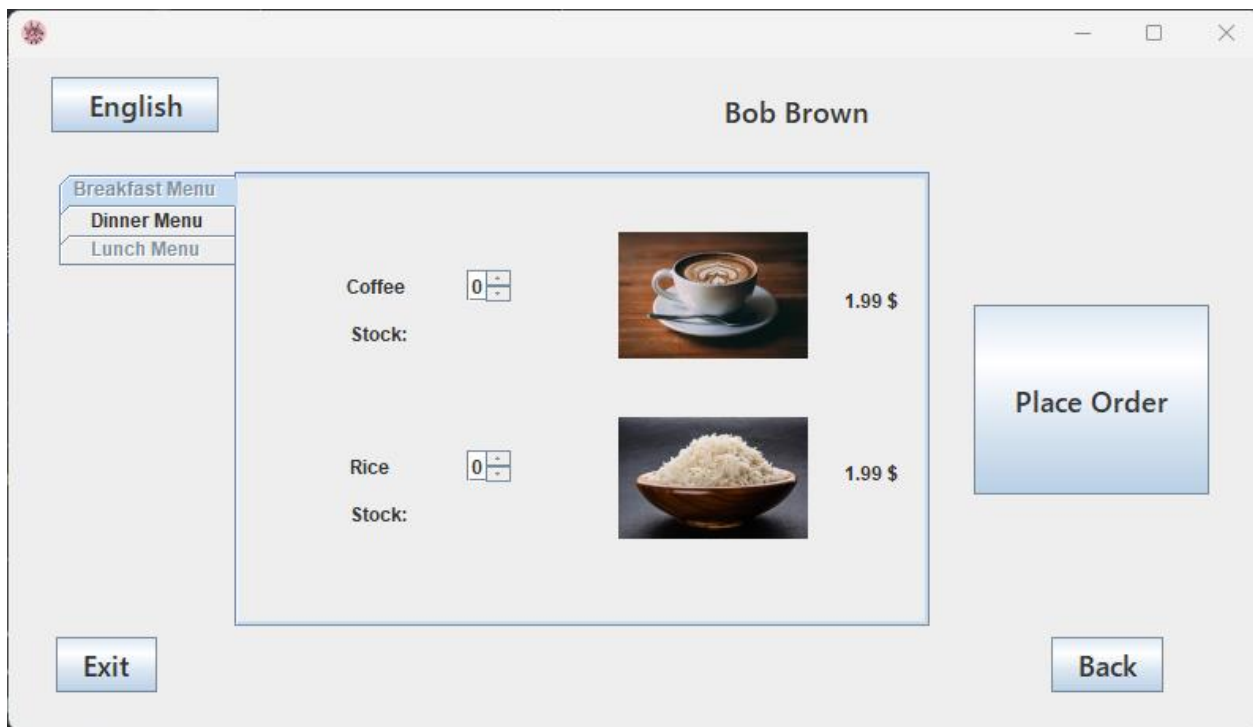 English
Bob Brown
Breakfast Menu
Dinner Menu
Lunch Menu
Coffee 0 1.99 $
Stock:
Rice 0 1.99 $
Stock:
Place Order
Exit
Back